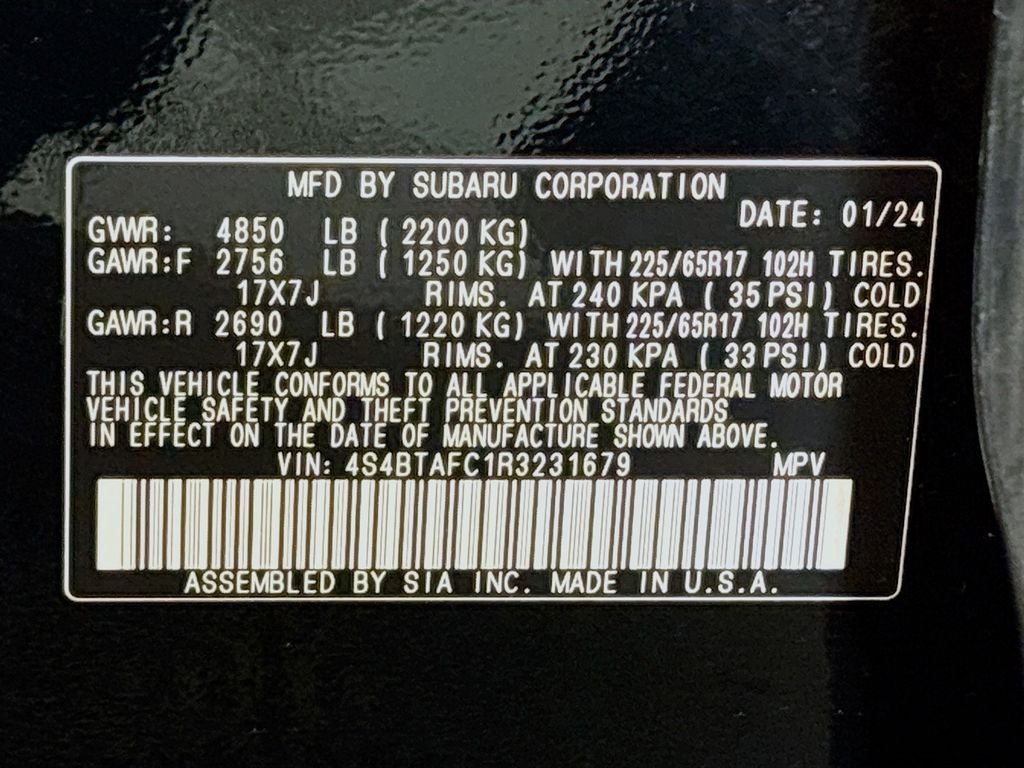 MFD BY SUBARU CORPORATION
DATE: 01/24
GVWR: 4850 LB ( 2200 KG)
GAWR:F 2756 LB ( 1250 KG) WITH 225/65R17 102H TIRES.
17X7J RIMS. AT 240 KPA ( 35 PSI) COLD
GAWR:R 2690 LB ( 1220 KG) WITH 225/65R17 102H TIRES.
17X7J RIMS. AT 230 KPA ( 33 PSI) COLD
THIS VEHICLE CONFORMS TO ALL APPLICABLE FEDERAL MOTOR
VEHICLE SAFETY AND THEFT PREVENTION STANDARDS
IN EFFECT ON THE DATE OF MANUFACTURE SHOWN ABOVE.
VIN: 4S4BTAFC1R3231679 MPV
ASSEMBLED BY SIA INC. MADE IN U.S.A.